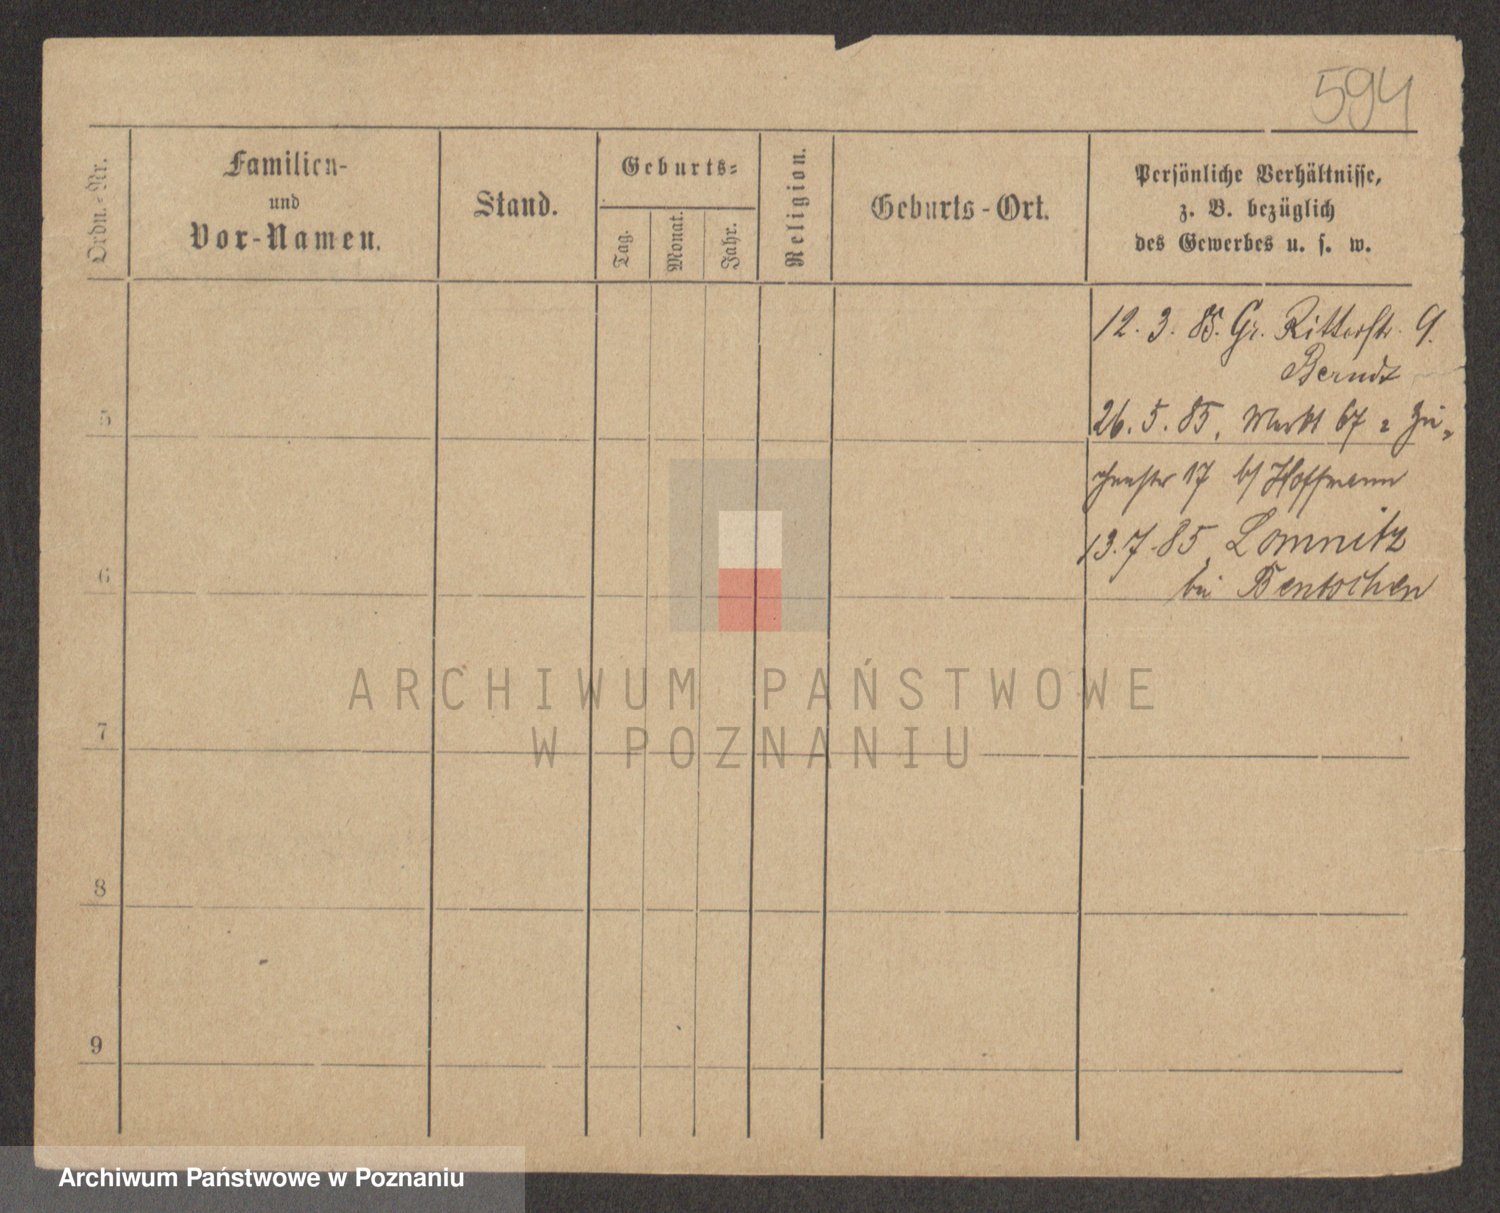 594
Ordn.-Nr.
Familien-
und
Vor-Namen.
Stand.
Geburts-
Tag.
Monat.
Jahr.
Religion.
Geburts-Ort.
Persönliche Verhältnisse,
z. B. bezüglich
des Gewerbes u. s. w.
12. 3. 85. Gr. Ritterstr. 9.
Berndt
5
26. 5. 85, Markt 67
17 b/ Hoffmann
13. 7. 85, Lomnitz
6
bei Bentschen
7
8
9
ARCHIWUM PAŃSTWOWE
W POZNANIU
Archiwum Państwowe w Poznaniu